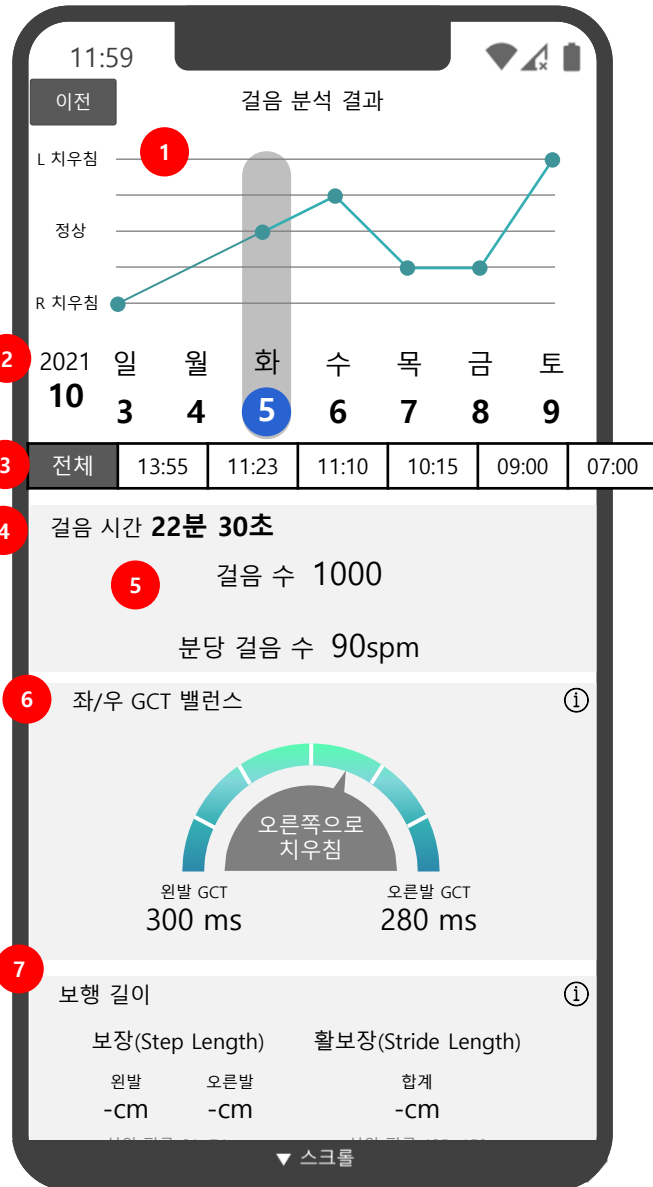 11:59
이전
걸음 분석 결과
1
L 치우침
정상
R 치우침
2
2021 일 월 화 수 목 금 토
10 3 4 5 6 7 8 9
3
전체 13:55 11:23 11:10 10:15 09:00 07:00
4
걸음 시간 22분 30초
5
걸음 수 1000
분당 걸음 수 90spm
6
좌/우 GCT 밸런스
i
오른쪽으로
치우침
왼발 GCT 오른발 GCT
300 ms 280 ms
7
보행 길이
i
보장(Step Length) 활보장(Stride Length)
왼발 오른발 합계
-cm -cm -cm
▼ 스크롤